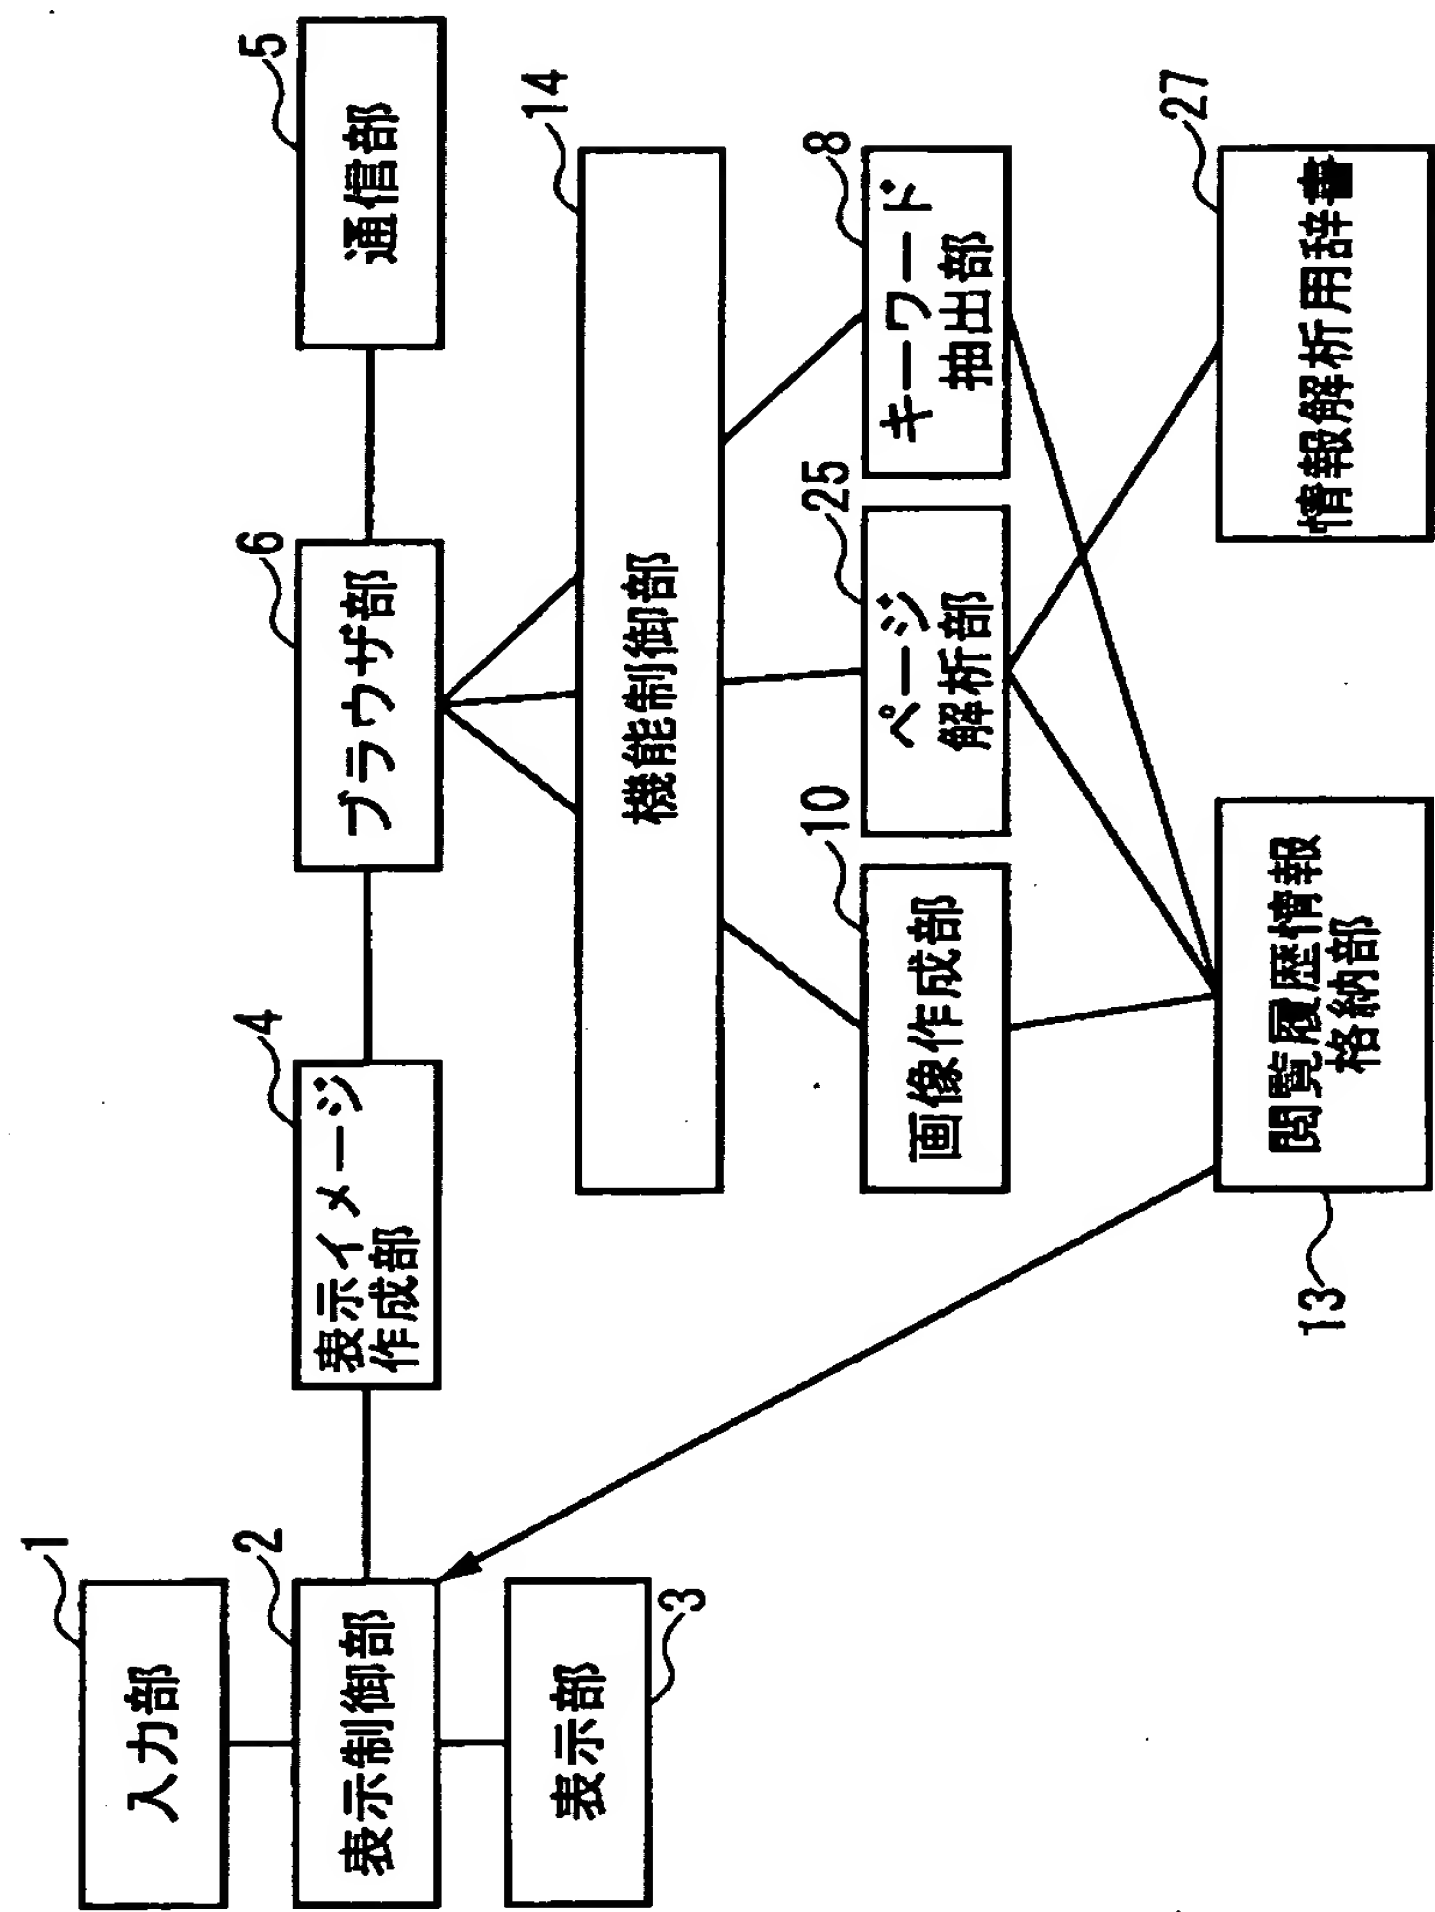 1
入力部
2
表示制御部
3
表示部
4
表示イメージ
作成部
6
ブラウザ部
5
通信部
14
機能制御部
10
画像作成部
25
ページ
解析部
8
キーワード
抽出部
13
閲覧履歴情報
格納部
27
情報解析用辞書